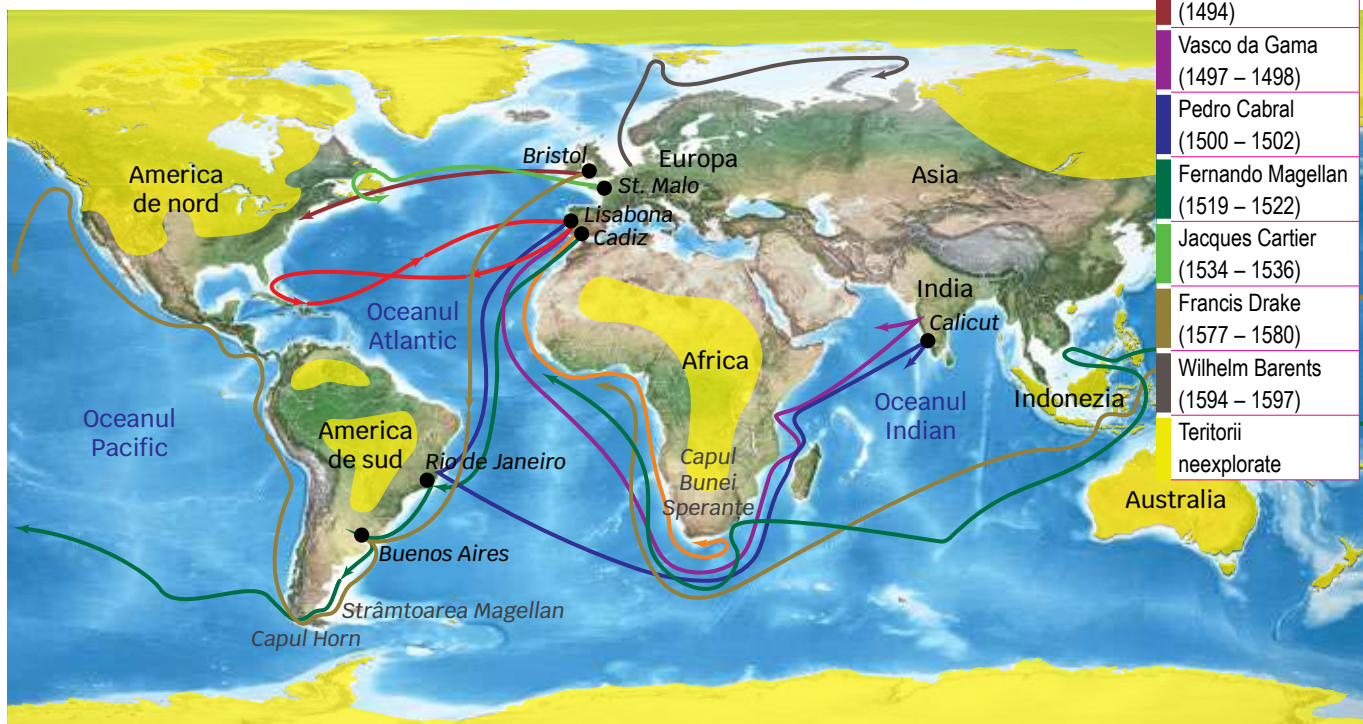 (1494)
Vasco da Gama
(1497 – 1498)
Pedro Cabral
(1500 – 1502)
Fernando Magellan
(1519 – 1522)
Jacques Cartier
(1534 – 1536)
Francis Drake
(1577 – 1580)
Wilhelm Barents
(1594 – 1597)
Teritorii
neexplorate
America
de nord
Bristol
Europa
St. Malo
Asia
Lisabona
Cadiz
Oceanul
Atlantic
India
Calicut
Africa
Oceanul
Pacific
America
de sud
Rio de Janeiro
Oceanul
Indian
Indonezia
Capul
Bunei
Sperante
Australia
Buenos Aires
Strâmtoarea Magellan
Capul Horn